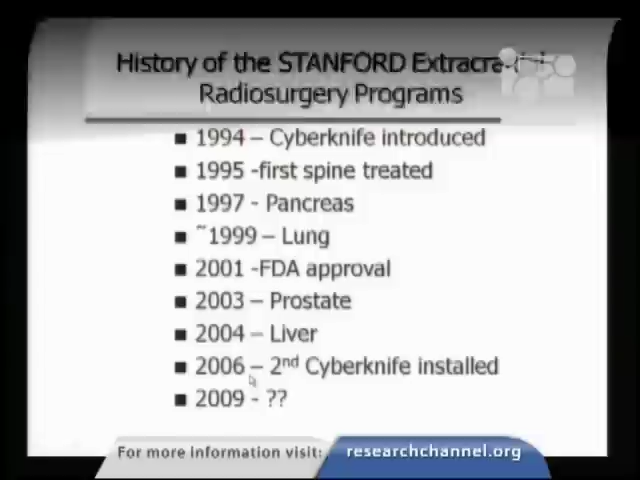 History of the STANFORD Extracranial
Radiosurgery Programs
■ 1994 – Cyberknife introduced
■ 1995 -first spine treated
■ 1997 - Pancreas
■ ~1999 – Lung
■ 2001 -FDA approval
■ 2003 – Prostate
■ 2004 – Liver
■ 2006 – 2nd Cyberknife installed
■ 2009 - ??
For more information visit: researchchannel.org